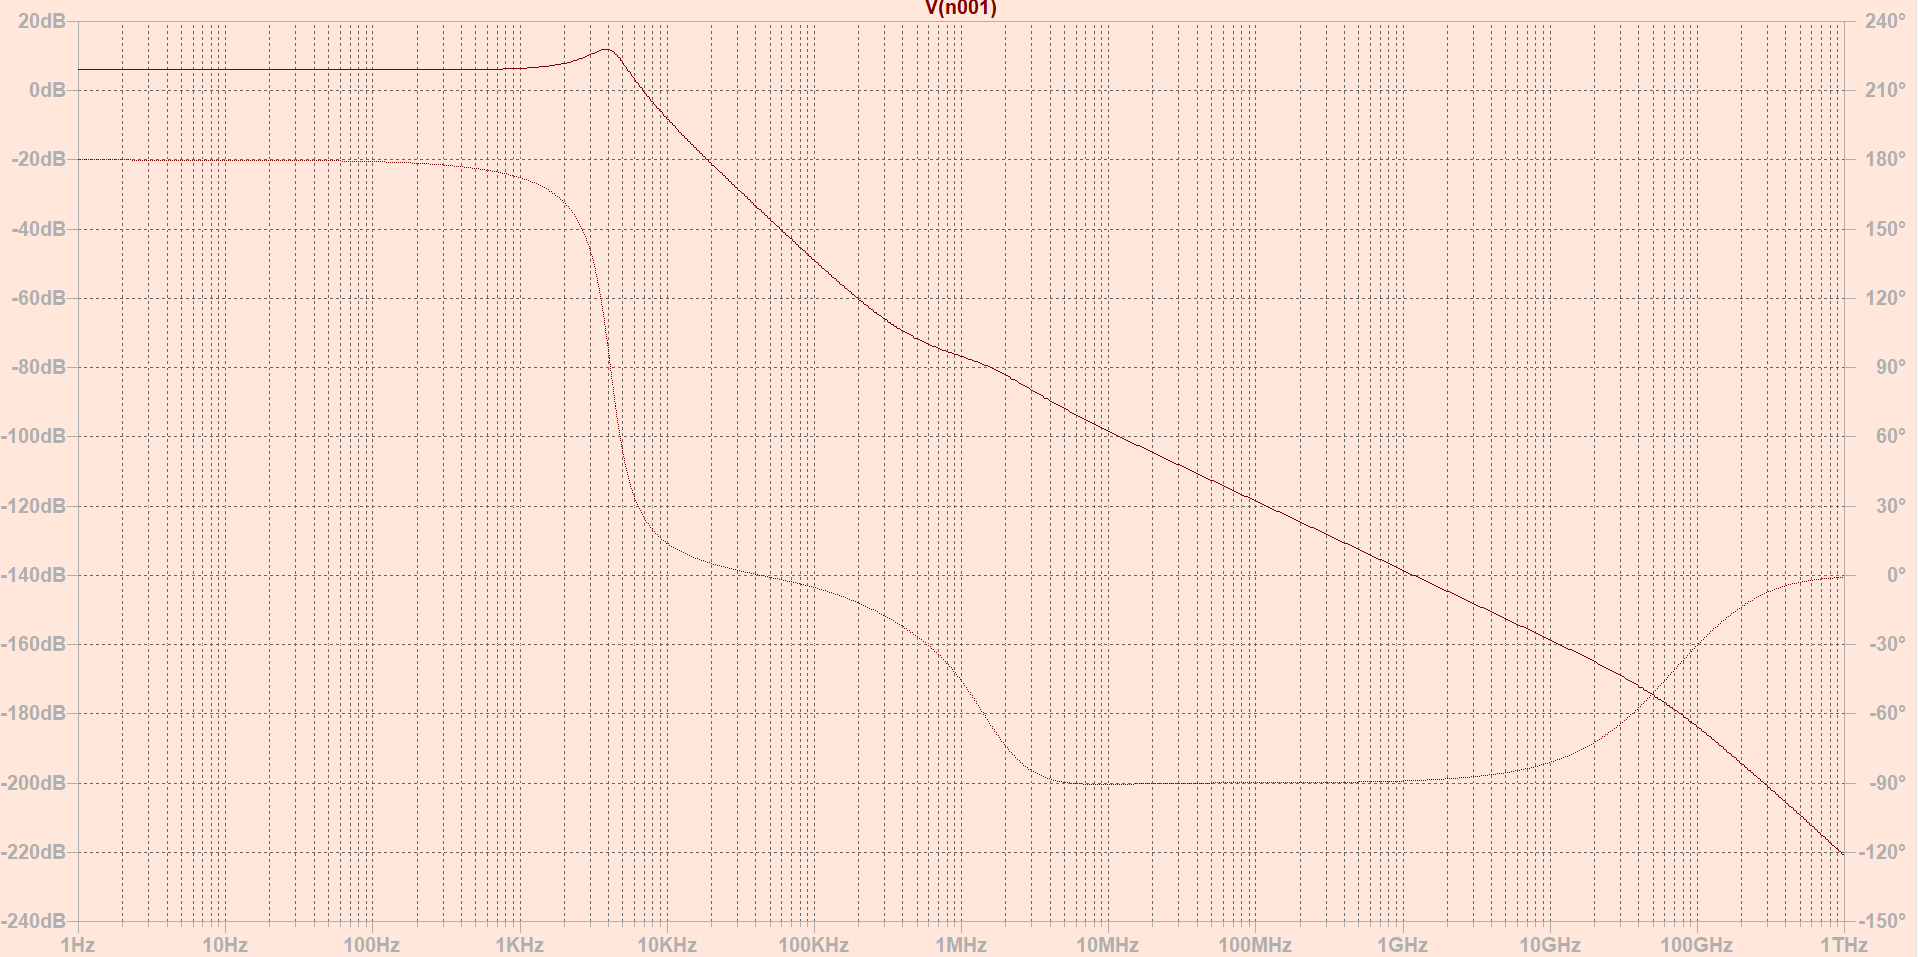 V(n001)
20dB 240°
0dB 210°
-20dB 180°
-40dB 150°
-60dB 120°
-80dB 90°
-100dB 60°
-120dB 30°
-140dB 0°
-160dB -30°
-180dB -60°
-200dB -90°
-220dB -120°
-240dB -150°
1Hz 10Hz 100Hz 1KHz 10KHz 100KHz 1MHz 10MHz 100MHz 1GHz 10GHz 100GHz 1THz